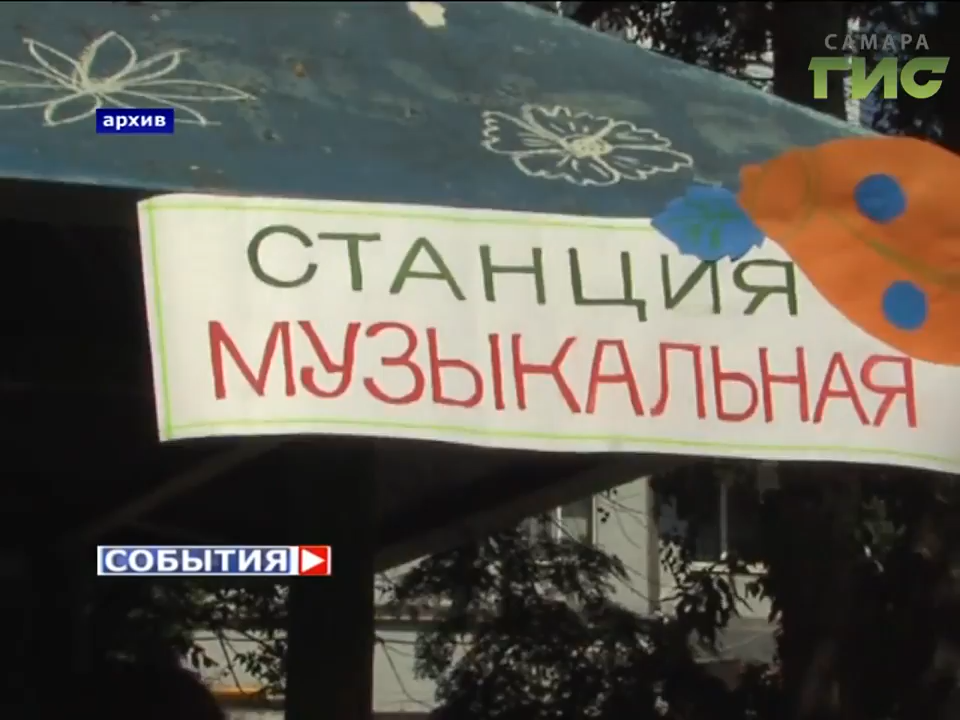 САМАРА
ГИС
архив
СТАНЦИЯ
МУЗЫКАЛЬНАЯ
СОБЫТИЯ